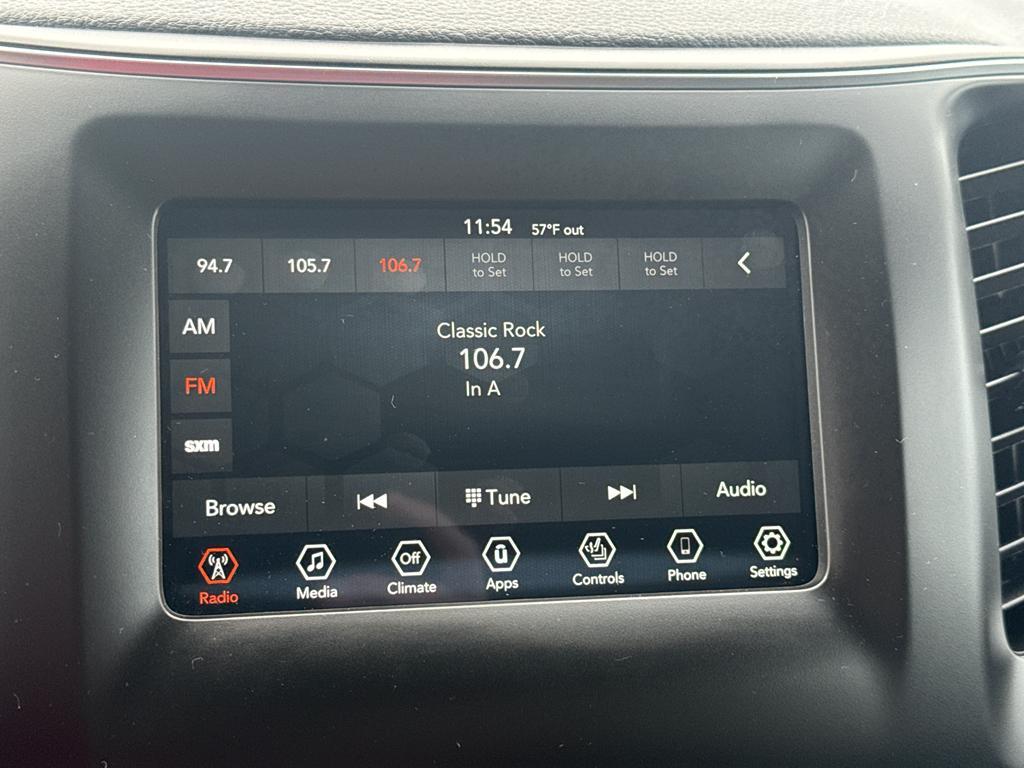 11:54 57°F out
94.7 105.7 106.7 HOLD to Set HOLD to Set HOLD to Set
AM
Classic Rock
106.7
FM
In A
sxm
Browse Tune Audio
Off
Radio Media Climate Apps Controls Phone Settings